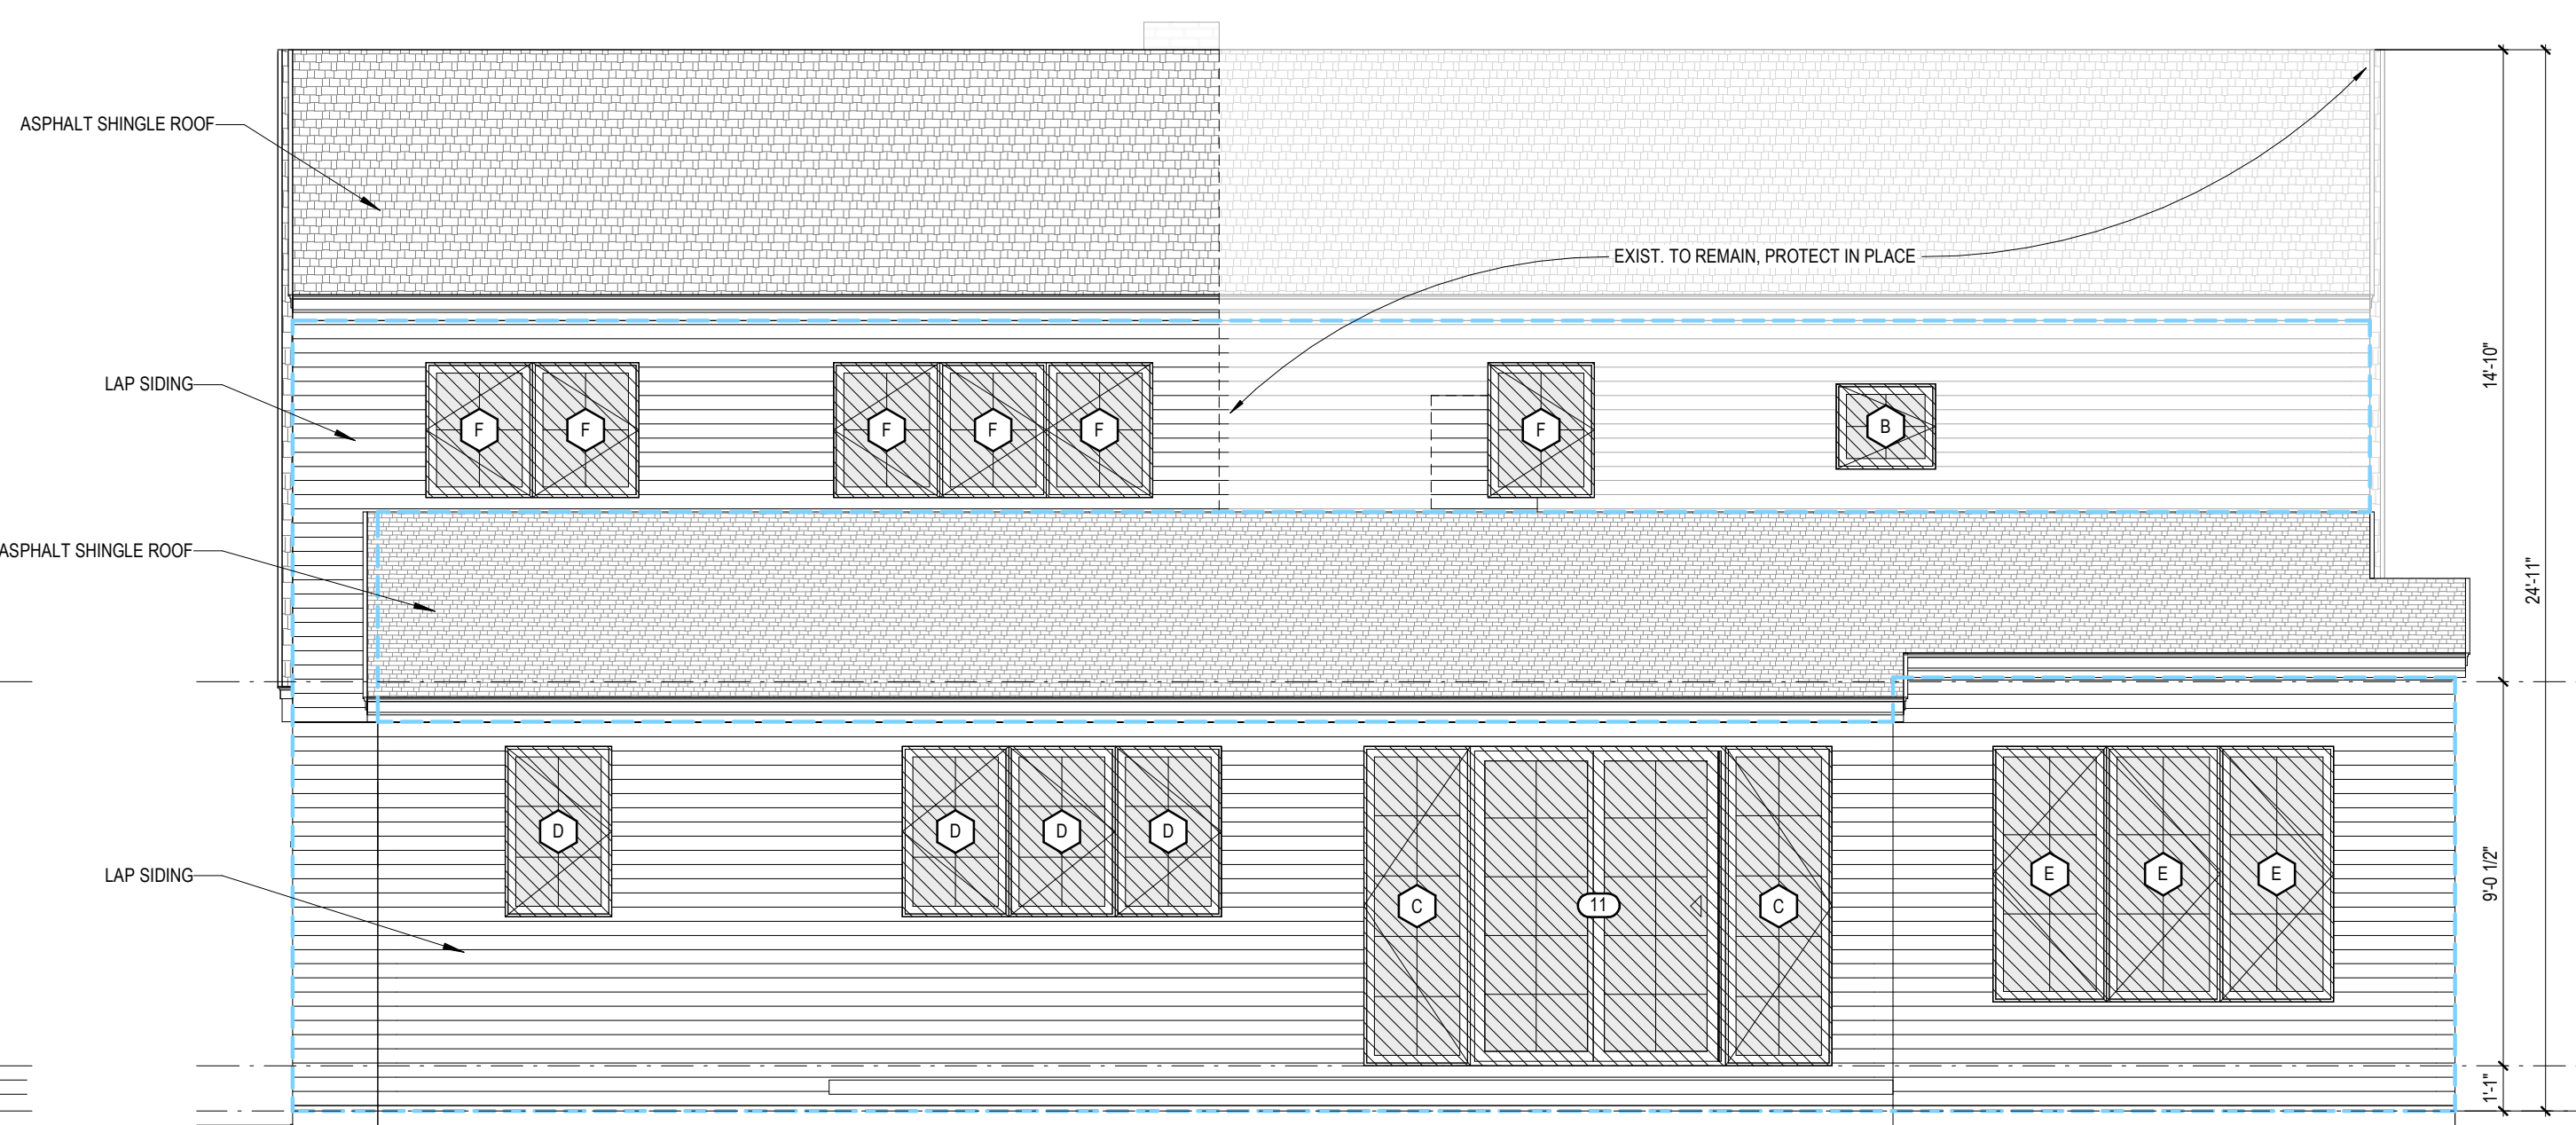 ASPHALT SHINGLE ROOF
EXIST. TO REMAIN, PROTECT IN PLACE
14'-10"
LAP SIDING
F F F F F F B
ASPHALT SHINGLE ROOF
24'-11"
D D D D
LAP SIDING
C 11 C
E E E
9'-0 1/2"
1'-1"